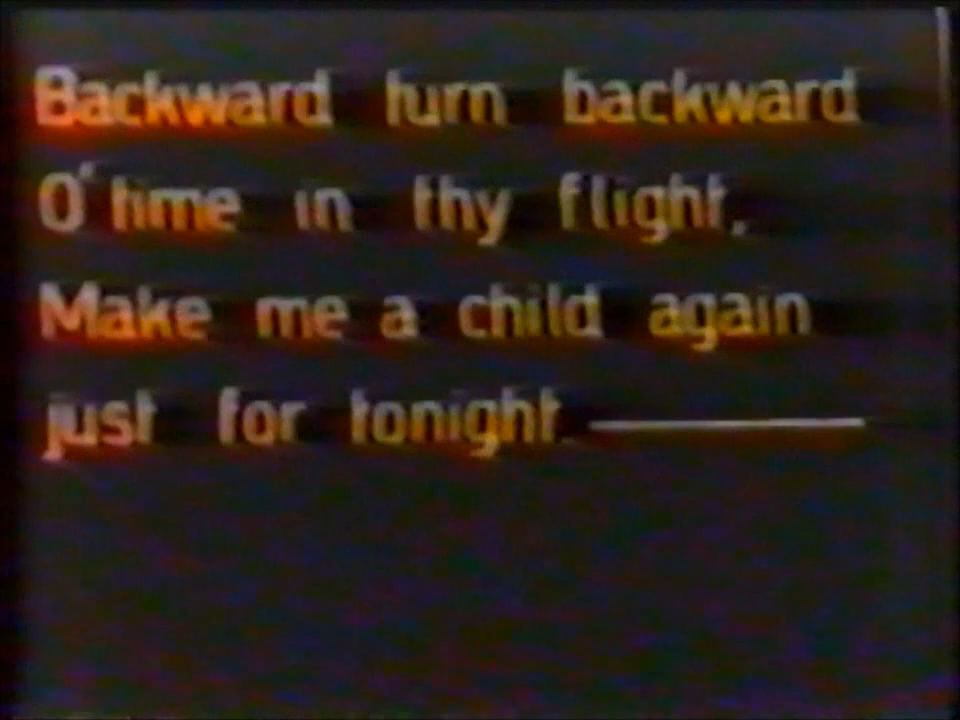 Backward turn backward
O' time in thy flight,
Make me a child again
just for tonight.